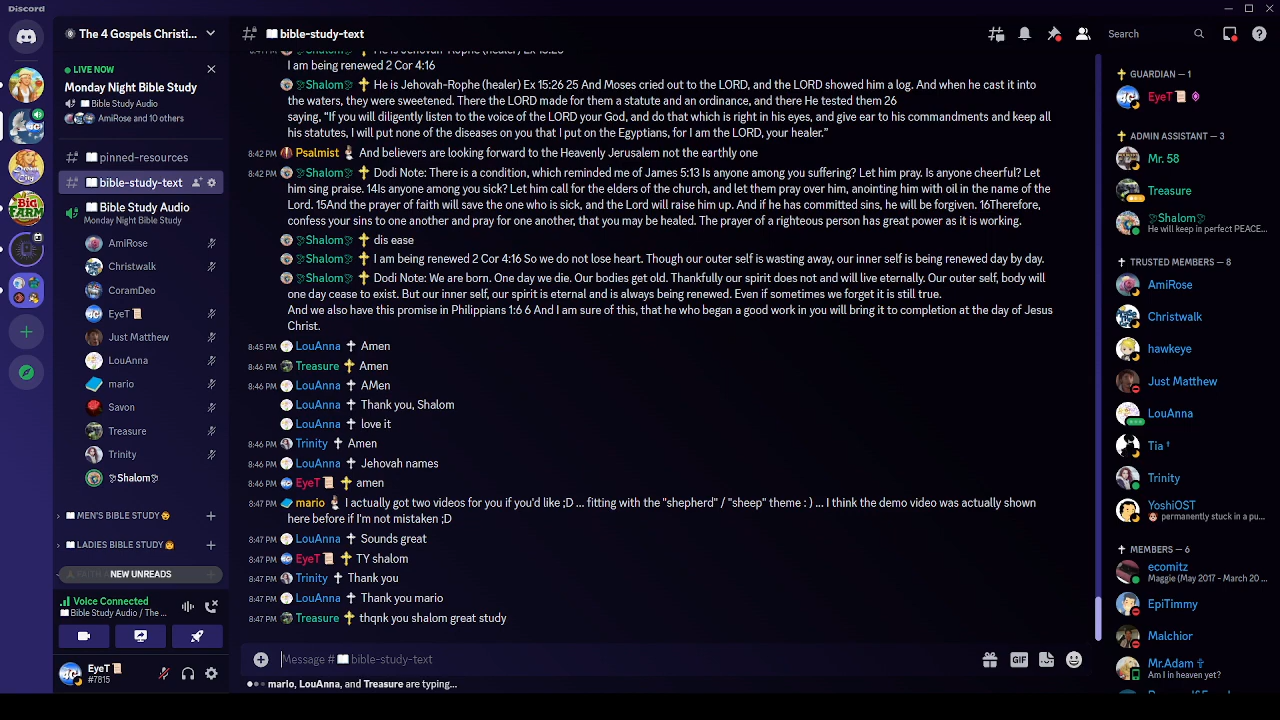 Discord
The 4 Gospels Christi...
bible-study-text
Search
LIVE NOW
Monday Night Bible Study
Bible Study Audio
AmiRose and 10 others
pinned-resources
bible-study-text
Bible Study Audio
Monday Night Bible Study
AmiRose
Christwalk
CoramDeo
EyeT
Just Matthew
LouAnna
mario
Savon
Treasure
Trinity
Shalom
MEN'S BIBLE STUDY
LADIES BIBLE STUDY
NEW UNREADS
Voice Connected
Bible Study Audio / The ...
EyeT
#7815
I am being renewed 2 Cor 4:16
Shalom He is Jehovah-Rophe (healer) Ex 15:26 25 And Moses cried out to the LORD, and the LORD showed him a log. And when he cast it into
the waters, they were sweetened. There the LORD made for them a statute and an ordinance, and there He tested them 26
saying, “If you will diligently listen to the voice of the LORD your God, and do that which is right in his eyes, and give ear to his commandments and keep all
his statutes, I will put none of the diseases on you that I put on the Egyptians, for I am the LORD, your healer.”
8:42 PM Psalmist And believers are looking forward to the Heavenly Jerusalem not the earthly one
8:42 PM Shalom Dodi Note: There is a condition, which reminded me of James 5:13 Is anyone among you suffering? Let him pray. Is anyone cheerful? Let
him sing praise. 14Is anyone among you sick? Let him call for the elders of the church, and let them pray over him, anointing him with oil in the name of the
Lord. 15And the prayer of faith will save the one who is sick, and the Lord will raise him up. And if he has committed sins, he will be forgiven. 16Therefore,
confess your sins to one another and pray for one another, that you may be healed. The prayer of a righteous person has great power as it is working.
Shalom dis ease
Shalom I am being renewed 2 Cor 4:16 So we do not lose heart. Though our outer self is wasting away, our inner self is being renewed day by day.
Shalom Dodi Note: We are born. One day we die. Our bodies get old. Thankfully our spirit does not and will live eternally. Our outer self, body will
one day cease to exist. But our inner self, our spirit is eternal and is always being renewed. Even if sometimes we forget it is still true.
And we also have this promise in Philippians 1:6 6 And I am sure of this, that he who began a good work in you will bring it to completion at the day of Jesus
Christ.
8:45 PM LouAnna Amen
8:46 PM Treasure Amen
8:46 PM LouAnna AMen
LouAnna Thank you, Shalom
LouAnna love it
8:46 PM Trinity Amen
8:46 PM LouAnna Jehovah names
8:46 PM EyeT amen
8:47 PM mario I actually got two videos for you if you'd like ;D ... fitting with the "shepherd" / "sheep" theme : ) ... I think the demo video was actually shown
here before if I'm not mistaken ;D
8:47 PM LouAnna Sounds great
8:47 PM EyeT TY shalom
8:47 PM Trinity Thank you
8:47 PM LouAnna Thank you mario
8:47 PM Treasure thqnk you shalom great study
Message # bible-study-text
GIF
mario, LouAnna, and Treasure are typing...
GUARDIAN — 1
EyeT
ADMIN ASSISTANT — 3
Mr. 58
Treasure
Shalom
He will keep in perfect PEACE...
TRUSTED MEMBERS — 8
AmiRose
Christwalk
hawkeye
Just Matthew
LouAnna
Tia
Trinity
YoshiOST
permanently stuck in a pu...
MEMBERS — 6
ecomitz
Maggie (May 2017 - March 20 ...
EpiTimmy
Malchior
Mr.Adam
Am I in heaven yet?